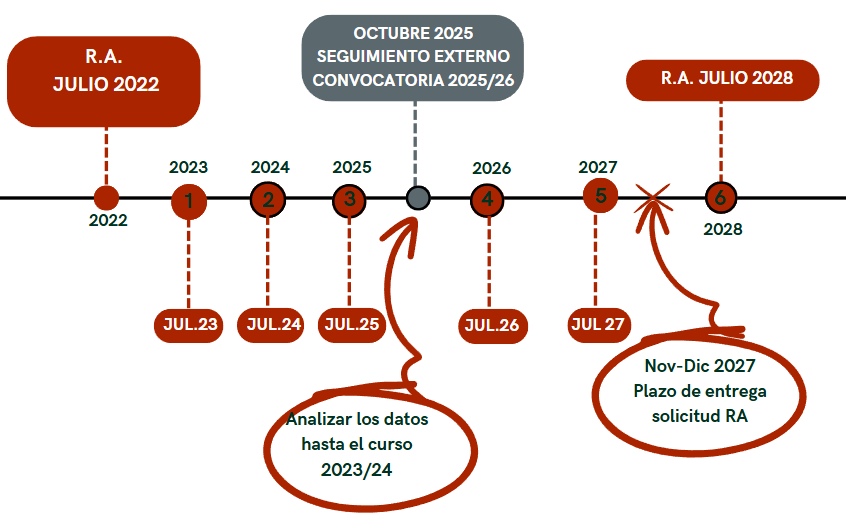 R.A.
JULIO 2022
OCTUBRE 2025
SEGUIMIENTO EXTERNO
CONVOCATORIA 2025/26
R.A. JULIO 2028
2023
2024
2025
2026
2027
1
2
3
4
5
6
2022
2028
JUL.23
JUL.24
JUL.25
JUL.26
JUL 27
Analizar los datos
hasta el curso
2023/24
Nov-Dic 2027
Plazo de entrega
solicitud RA